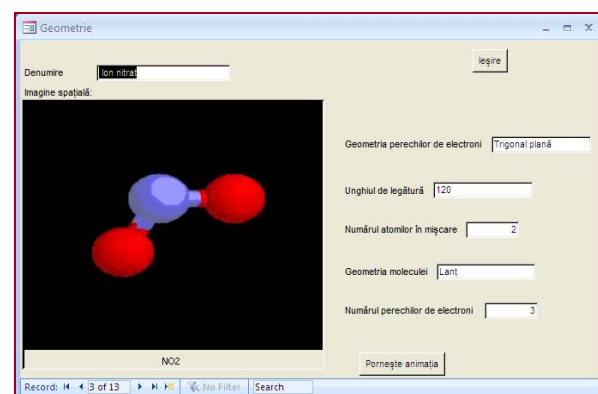 Geometrie
Ieșire
Denumire Ion nitrat
Imagine spațială:
Geometria perechilor de electroni Trigonal plană
Unghiul de legătură 120
Numărul atomilor în mișcare 2
Geometria moleculei Lanț
Numărul perechilor de electroni 3
NO2
Pornește animația
Record: 3 of 13 No Filter Search